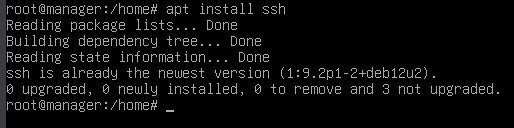 root@manager:/home# apt install ssh
Reading package lists... Done
Building dependency tree... Done
Reading state information... Done
ssh is already the newest version (1:9.2p1-2+deb12u2).
0 upgraded, 0 newly installed, 0 to remove and 3 not upgraded.
root@manager:/home# _